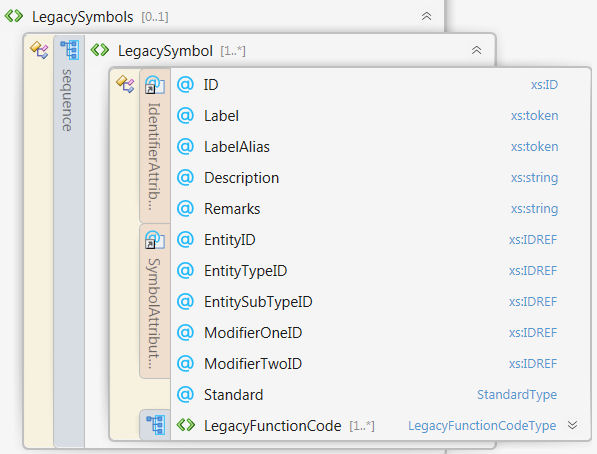 LegacySymbols [0..1]
sequence
LegacySymbol [1..*]
IdentifierAttrib...
SymbolAttribut...
@ ID xs:ID
@ Label xs:token
@ LabelAlias xs:token
@ Description xs:string
@ Remarks xs:string
@ EntityID xs:IDREF
@ EntityTypeID xs:IDREF
@ EntitySubTypeID xs:IDREF
@ ModifierOneID xs:IDREF
@ ModifierTwoID xs:IDREF
@ Standard StandardType
LegacyFunctionCode [1..*] LegacyFunctionCodeType